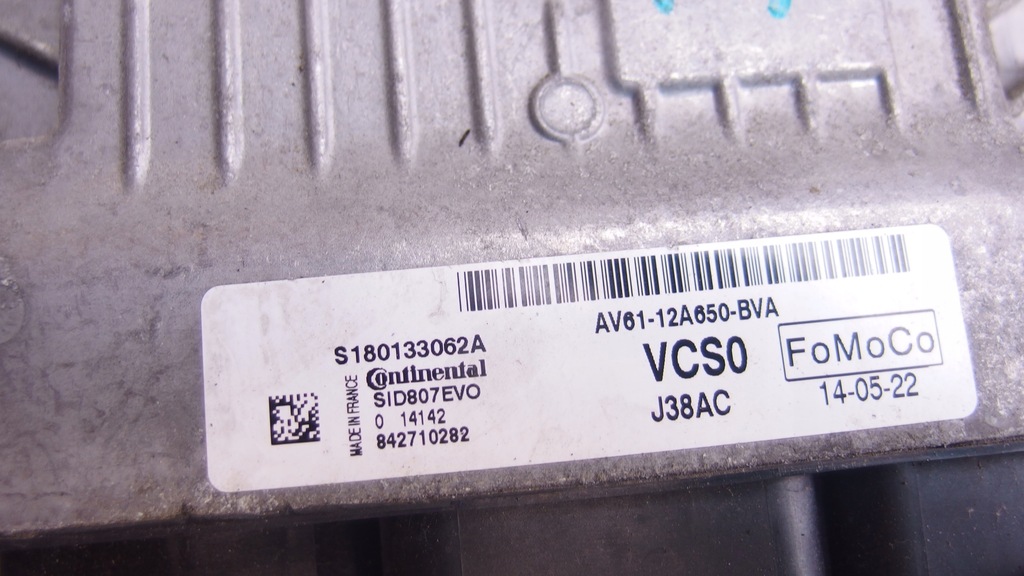 AV61-12A650-BVA
S180133062A
Continental
SID807EVO
0 14142
842710282
MADE IN FRANCE
VCS0
J38AC
FoMoCo
14-05-22